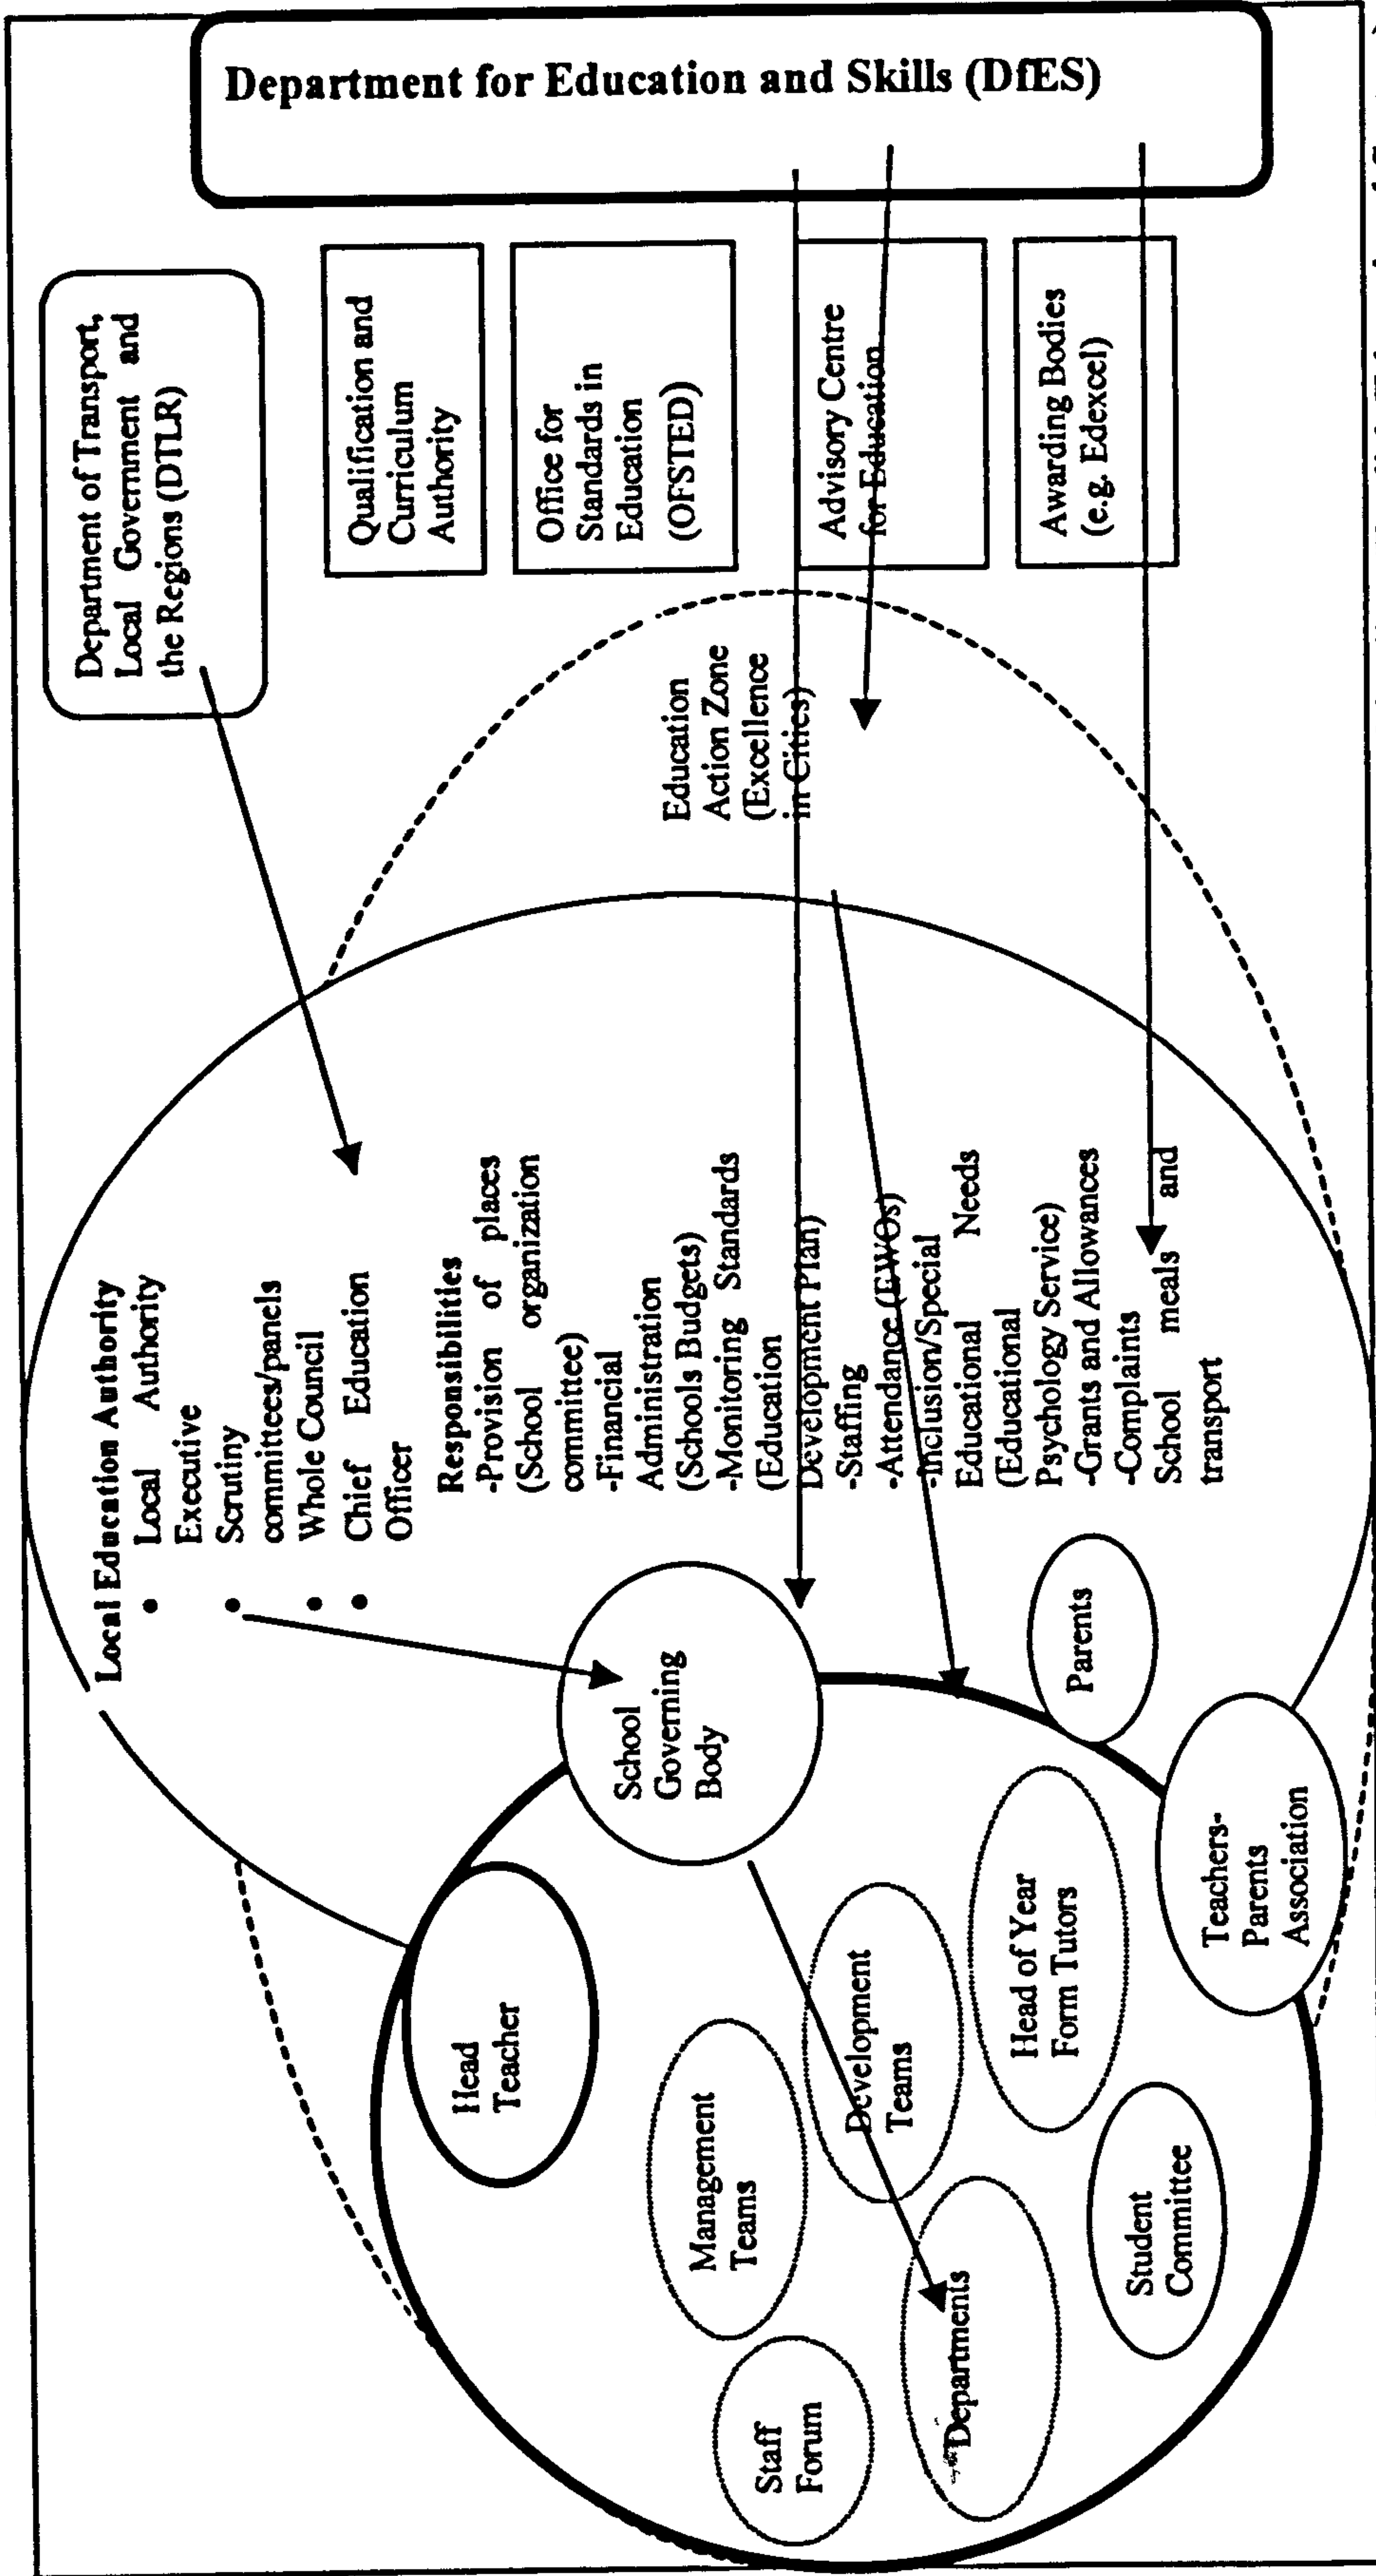 Department for Education and Skills (DfES)
Department of Transport,
Local Government and
the Regions (DTLR)
Qualification and
Curriculum
Authority
Office for
Standards in
Education
(OFSTED)
Advisory Centre
for Education
Awarding Bodies
(e.g. Edexcel)
Education
Action Zone
(Excellence
in Cities)
Local Education Authority
• Local Authority
Executive
• Scrutiny
committees/panels
• Whole Council
• Chief Education
Officer
Responsibilities
-Provision of places
(School organization
committee)
-Financial
Administration
(Schools Budgets)
-Monitoring Standards
(Education
Development Plan)
-Staffing
-Attendance (EWOs)
-Inclusion/Special
Educational Needs
(Educational
Psychology Service)
-Grants and Allowances
-Complaints
School meals and
transport
School
Governing
Body
Parents
Teachers-
Parents
Association
Head
Teacher
Management
Teams
Development
Teams
Head of Year
Form Tutors
Staff
Forum
Departments
Student
Committee